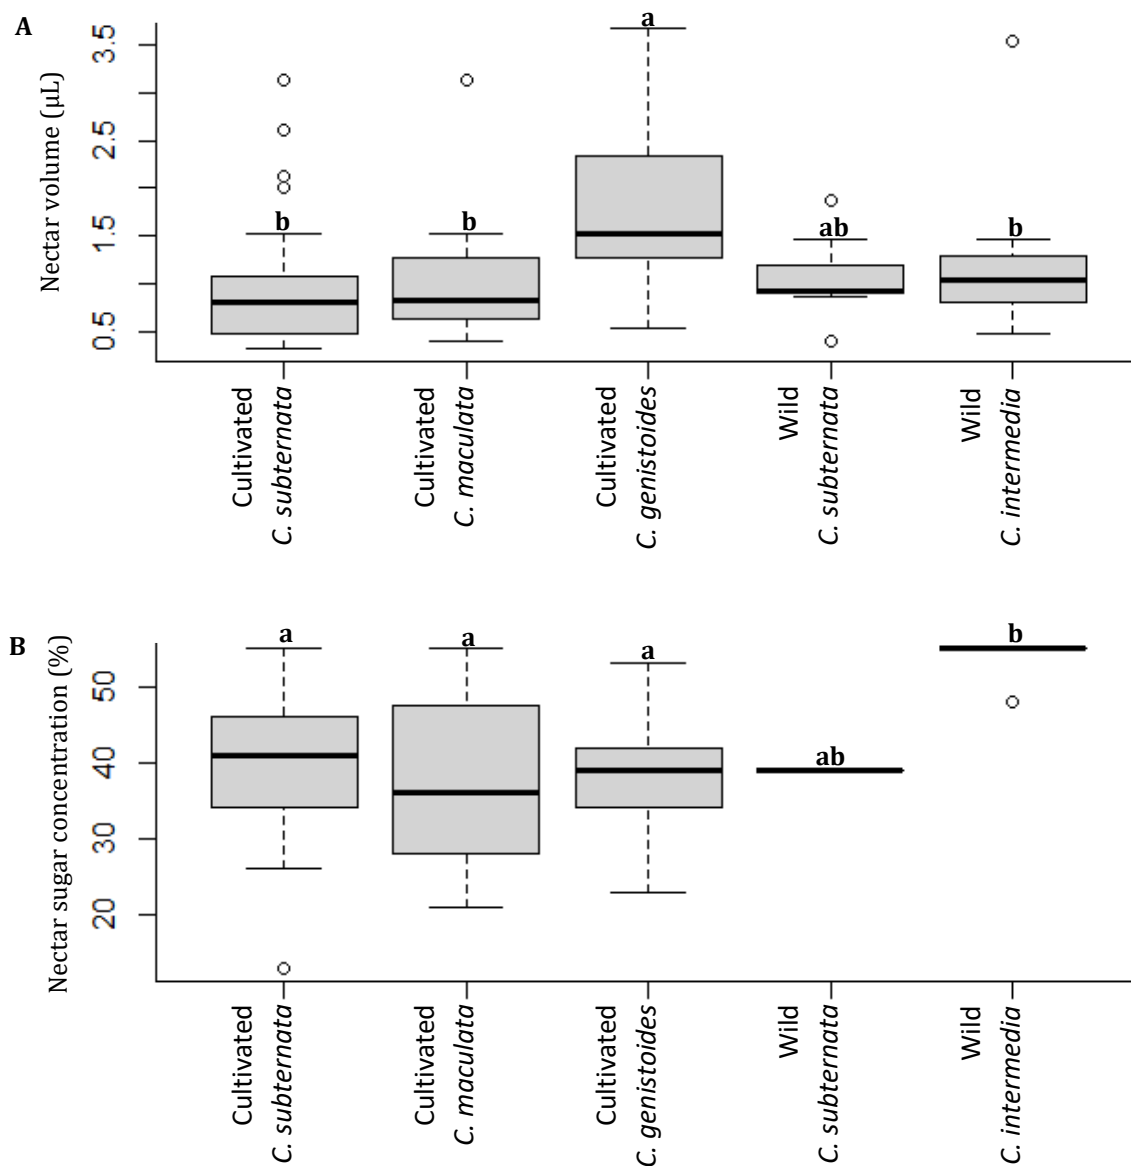 A
Nectar volume (µL)
3.5
2.5
1.5
0.5
b
b
a
ab
b
Cultivated
C. subternata
Cultivated
C. maculata
Cultivated
C. genistoides
Wild
C. subternata
Wild
C. intermedia
B
Nectar sugar concentration (%)
50
40
30
20
a
a
a
ab
b
Cultivated
C. subternata
Cultivated
C. maculata
Cultivated
C. genistoides
Wild
C. subternata
Wild
C. intermedia